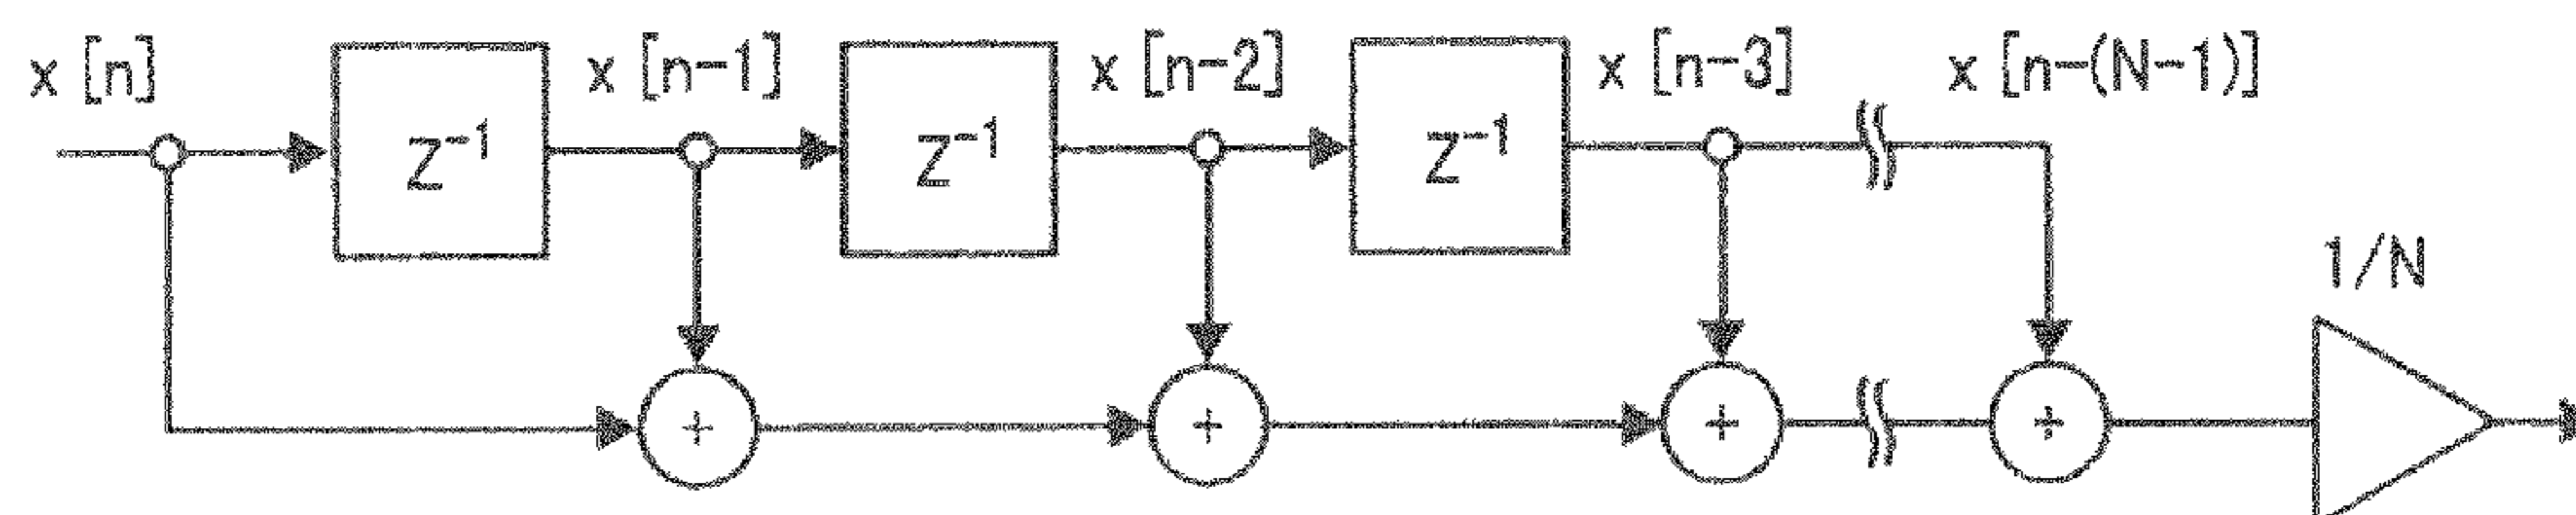 x [n]
x [n-1]
x [n-2]
x [n-3]
x [n-(N-1)]
Z⁻¹
Z⁻¹
Z⁻¹
1/N
+
+
+
+